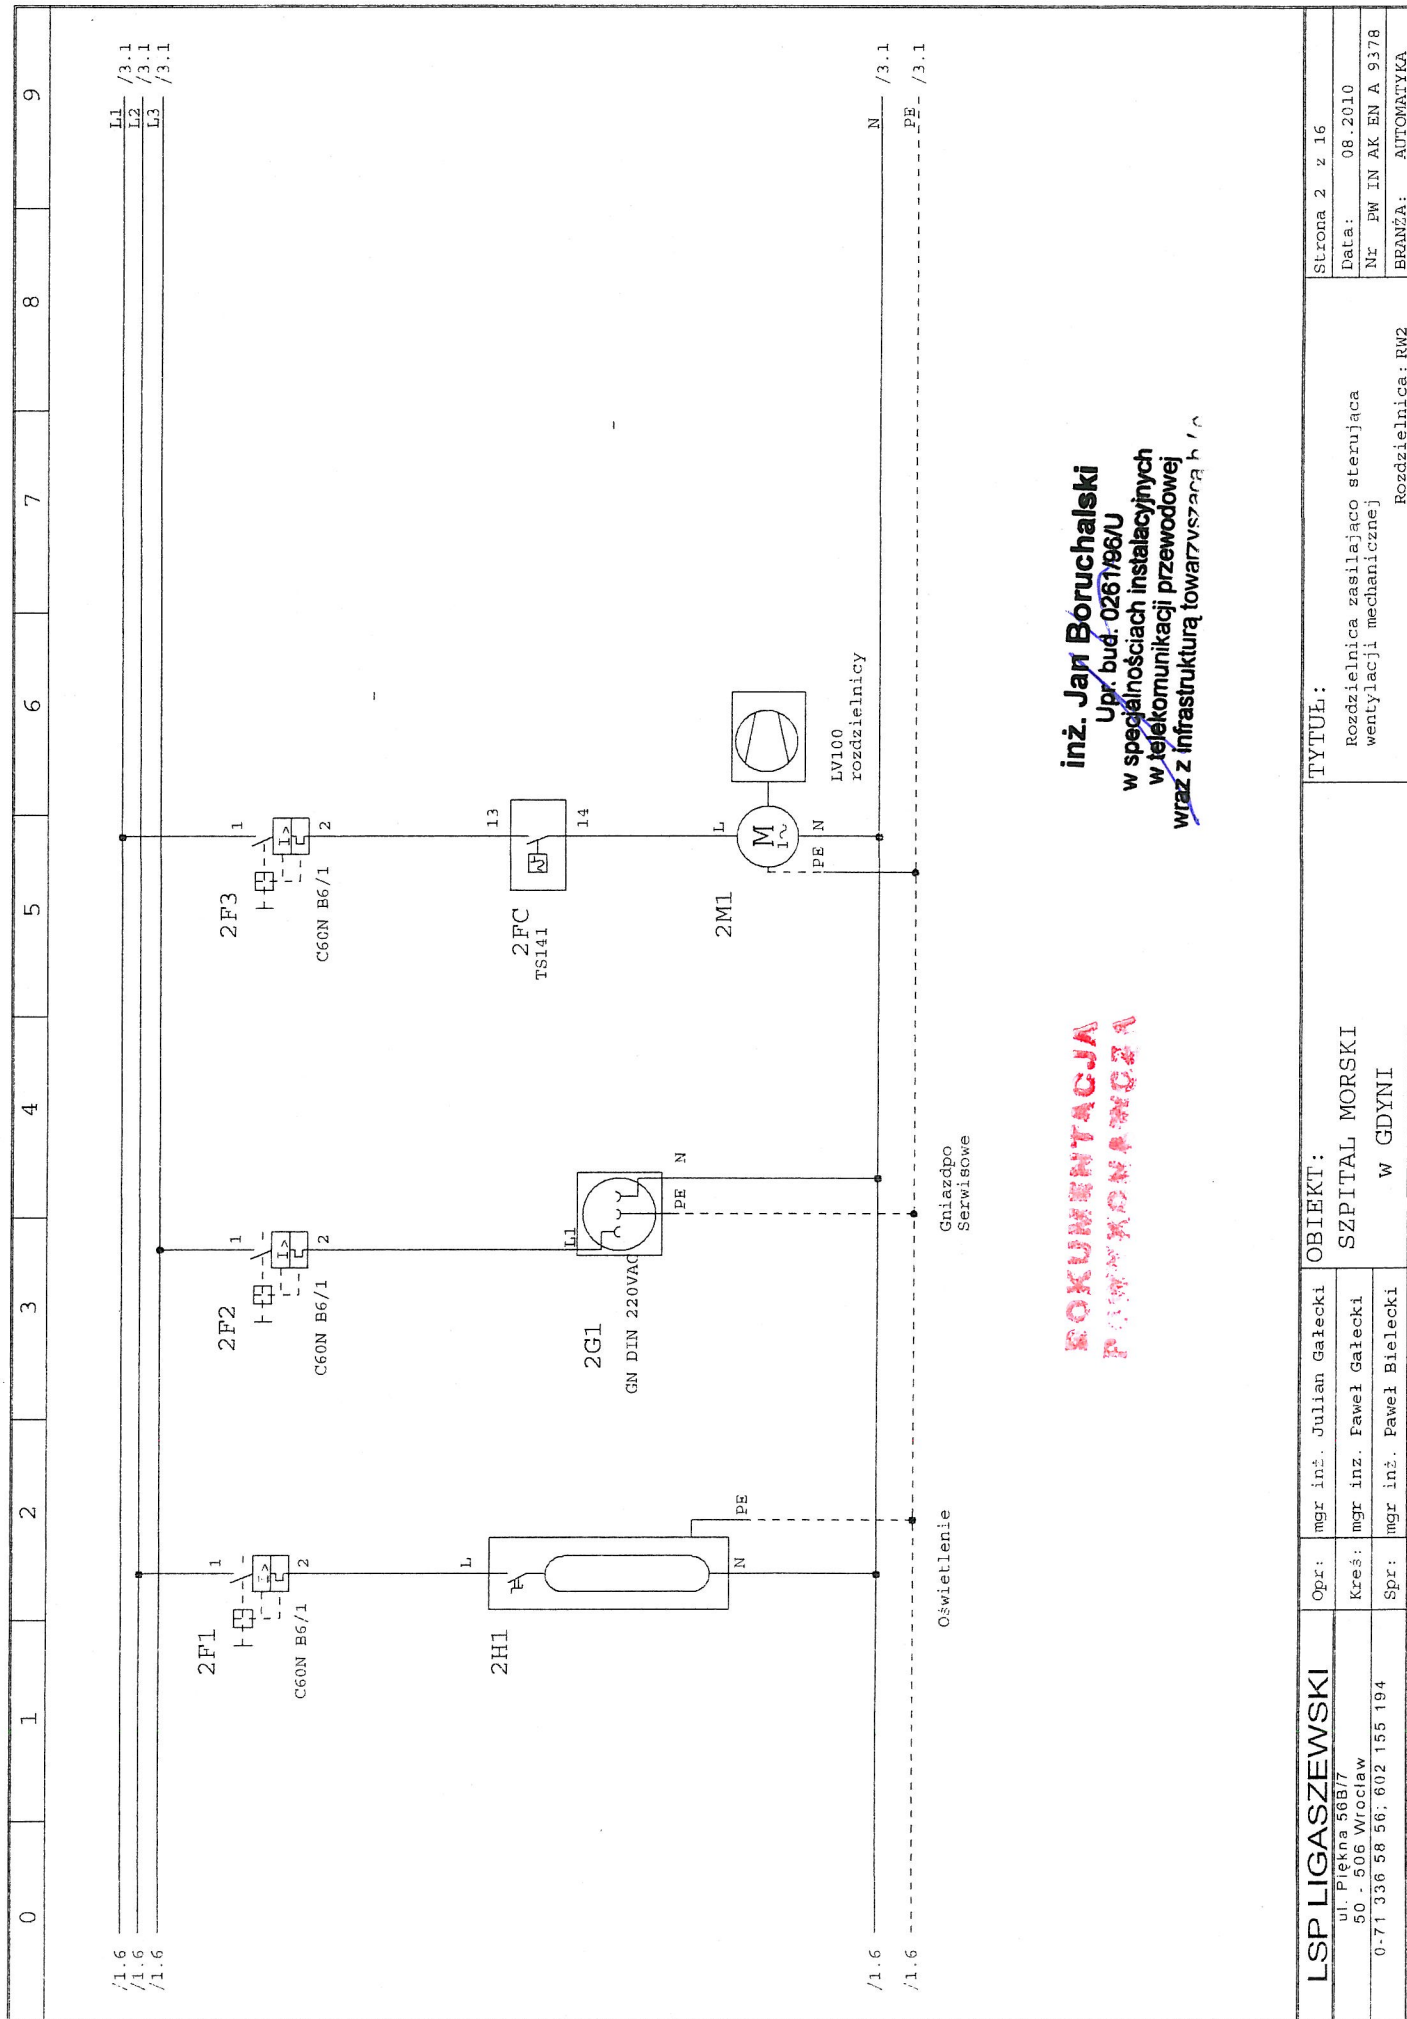 0 1 2 3 4 5 6 7 8 9
/1.6 L1 /3.1
/1.6 L2 /3.1
/1.6 L3 /3.1
2F1
1
2
C60N B6/1
2F2
1
I>
2
C60N B6/1
2F3
1
I>
2
C60N B6/1
2H1
L
N
PE
Oświetlenie
2G1
GN DIN 220VAC
L1
PE
N
Gniazdpo
Serwisowe
2FC
TS141
13
14
2M1
L
M
1~
PE
N
LV100
rozdzielnicy
/1.6 N /3.1
/1.6 PE /3.1
DOKUMENTACJA
inż. Jan Boruchalski
Upr. bud. 0261/96/U
w specjalnościach instalacyjnych
w telekomunikacji przewodowej
wraz z infrastrukturą
LSP LIGASZEWSKI
ul. Piękna 56B/7
50 - 506 Wrocław
0-71 336 58 56; 602 155 194
Opr: mgr inż. Julian Gałecki
Kreś: mgr inz. Paweł Gałecki
Spr: mgr inż. Paweł Bielecki
OBIEKT:
SZPITAL MORSKI
w GDYNI
TYTUŁ:
Rozdzielnica zasilająco sterująca
wentylacji mechanicznej
Rozdzielnica: RW2
Strona 2 z 16
Data: 08.2010
Nr PW IN AK EN A 9378
BRANŻA: AUTOMATYKA